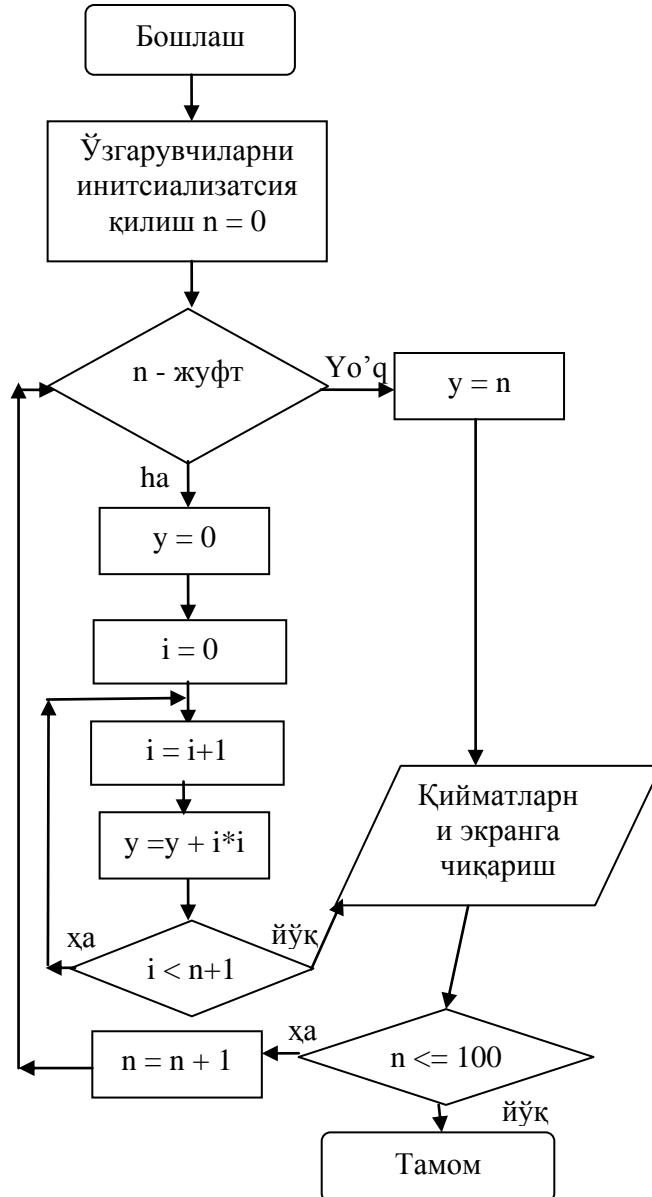 Бошлаш
Ўзгарувчиларни
инитсиализатсия
қилиш n = 0
n - жуфт
Yo’q
y = n
ha
y = 0
i = 0
i = i+1
y =y + i*i
Қийматларн
и экранга
чиқариш
ҳа
йўқ
i < n+1
ҳа
n = n + 1
n <= 100
йўқ
Тамом